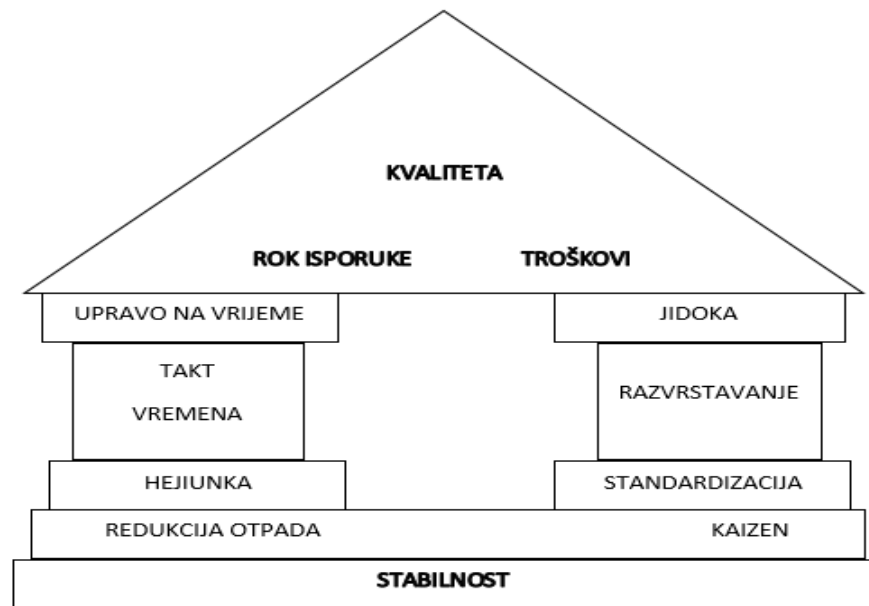 KVALITETA
ROK ISPORUKE TROŠKOVI
UPRAVO NA VRIJEME JIDOKA
TAKT
VREMENA
RAZVRSTAVANJE
HEJIUNKA STANDARDIZACIJA
REDUKCIJA OTPADA KAIZEN
STABILNOST